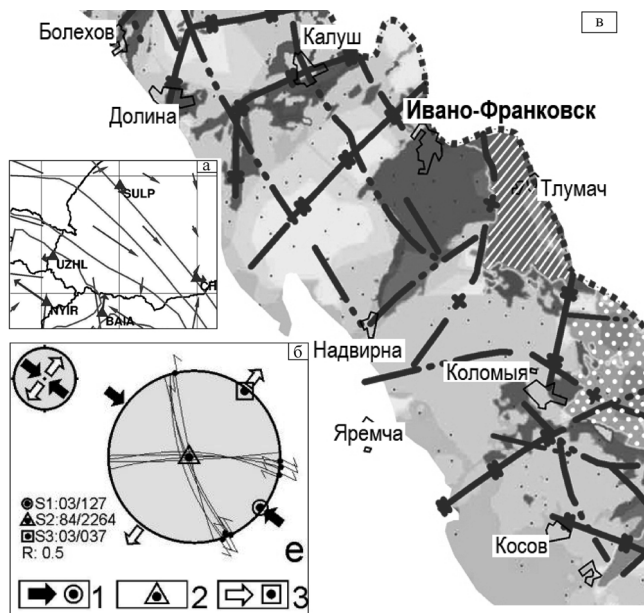 Болехов
Калуш
в
Долина
Ивано-Франковск
а
SULP
Тлумач
UZHL
CH
NYIR
BAIA
Надвирна
б
Коломыя
Яремча
S1:03/127
S2:84/2264
S3:03/037
R: 0.5
е
Косов
1
2
3